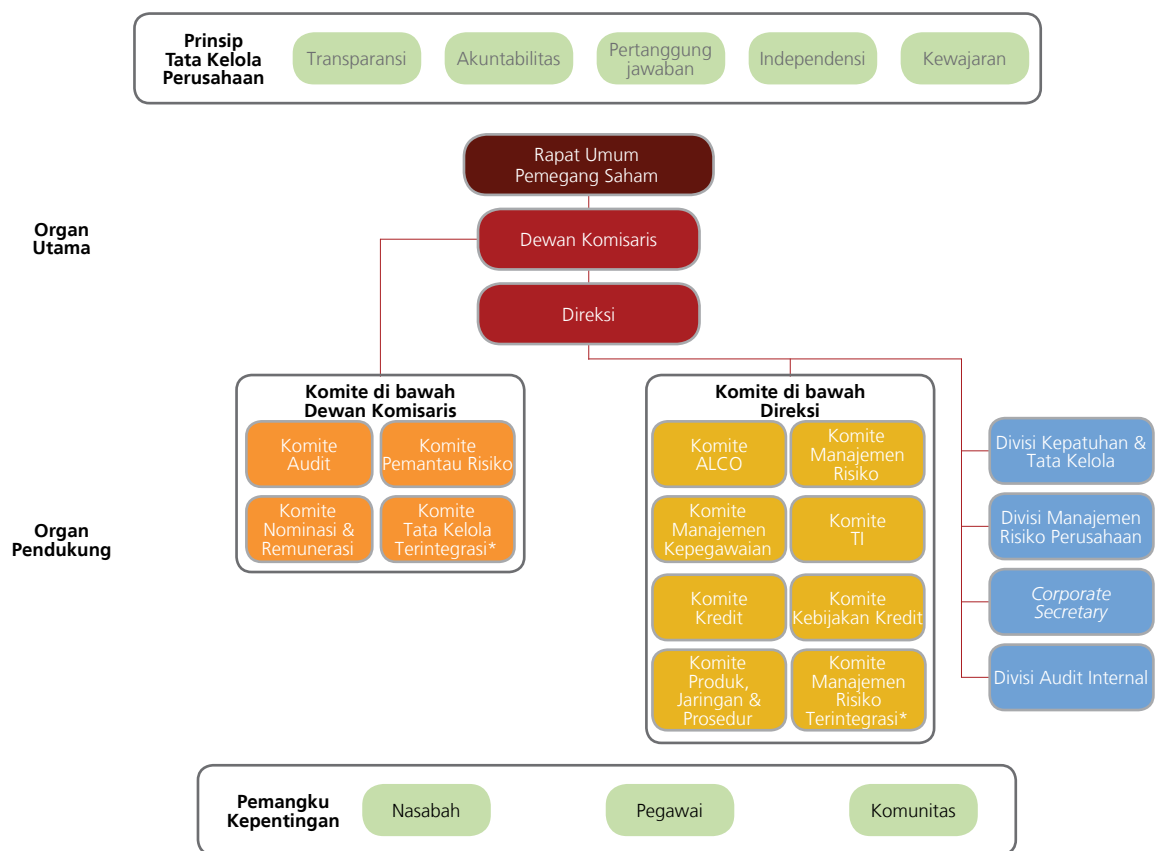 Prinsip
Tata Kelola
Perusahaan
Transparansi
Akuntabilitas
Pertanggung
jawaban
Independensi
Kewajaran
Rapat Umum
Pemegang Saham
Organ
Utama
Dewan Komisaris
Direksi
Komite di bawah
Dewan Komisaris
Komite
Audit
Komite
Pemantau Risiko
Komite
Nominasi &
Remunerasi
Komite
Tata Kelola
Terintegrasi*
Organ
Pendukung
Komite di bawah
Direksi
Komite
ALCO
Komite
Manajemen
Risiko
Komite
Manajemen
Kepegawaian
Komite
TI
Komite
Kredit
Komite
Kebijakan Kredit
Komite
Produk,
Jaringan &
Prosedur
Komite
Manajemen
Risiko
Terintegrasi*
Divisi Kepatuhan &
Tata Kelola
Divisi Manajemen
Risiko Perusahaan
Corporate
Secretary
Divisi Audit Internal
Pemangku
Kepentingan
Nasabah
Pegawai
Komunitas